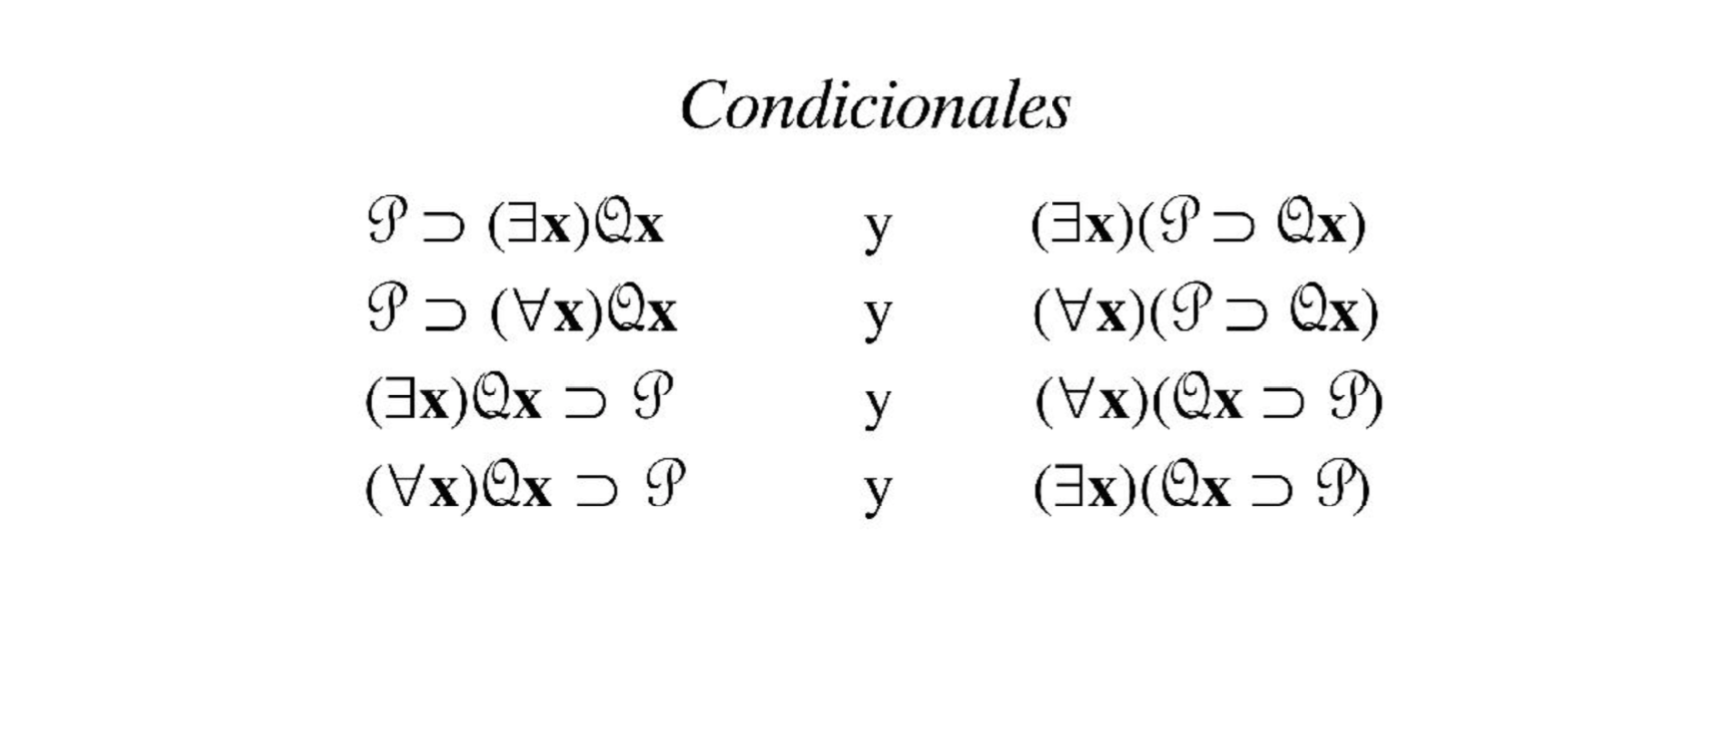 Condicionales
𝒫 ⊃ (∃𝐱)𝒬𝐱 y (∃𝐱)(𝒫 ⊃ 𝒬𝐱)
𝒫 ⊃ (∀𝐱)𝒬𝐱 y (∀𝐱)(𝒫 ⊃ 𝒬𝐱)
(∃𝐱)𝒬𝐱 ⊃ 𝒫 y (∀𝐱)(𝒬𝐱 ⊃ 𝒫)
(∀𝐱)𝒬𝐱 ⊃ 𝒫 y (∃𝐱)(𝒬𝐱 ⊃ 𝒫)